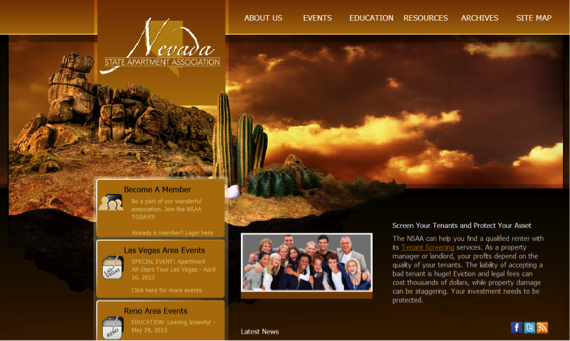 ABOUT US EVENTS EDUCATION RESOURCES ARCHIVES SITE MAP
Nevada
STATE APARTMENT ASSOCIATION
Become A Member
Be a part of our wonderful
association. Join the NSAA
TODAY!!!
Already a member? Login here
Las Vegas Area Events
SPECIAL EVENT: Apartment
All-Stars Tour Las Vegas - April
16, 2013
Click here for more events
Reno Area Events
EDUCATION: Leasing Insanity! -
May 29, 2013
Latest News
Screen Your Tenants and Protect Your Asset
The NSAA can help you find a qualified renter with
its Tenant Screening services. As a property
manager or landlord, your profits depend on the
quality of your tenants. The liability of accepting a
bad tenant is huge! Eviction and legal fees can
cost thousands of dollars, while property damage
can be staggering. Your investment needs to be
protected.